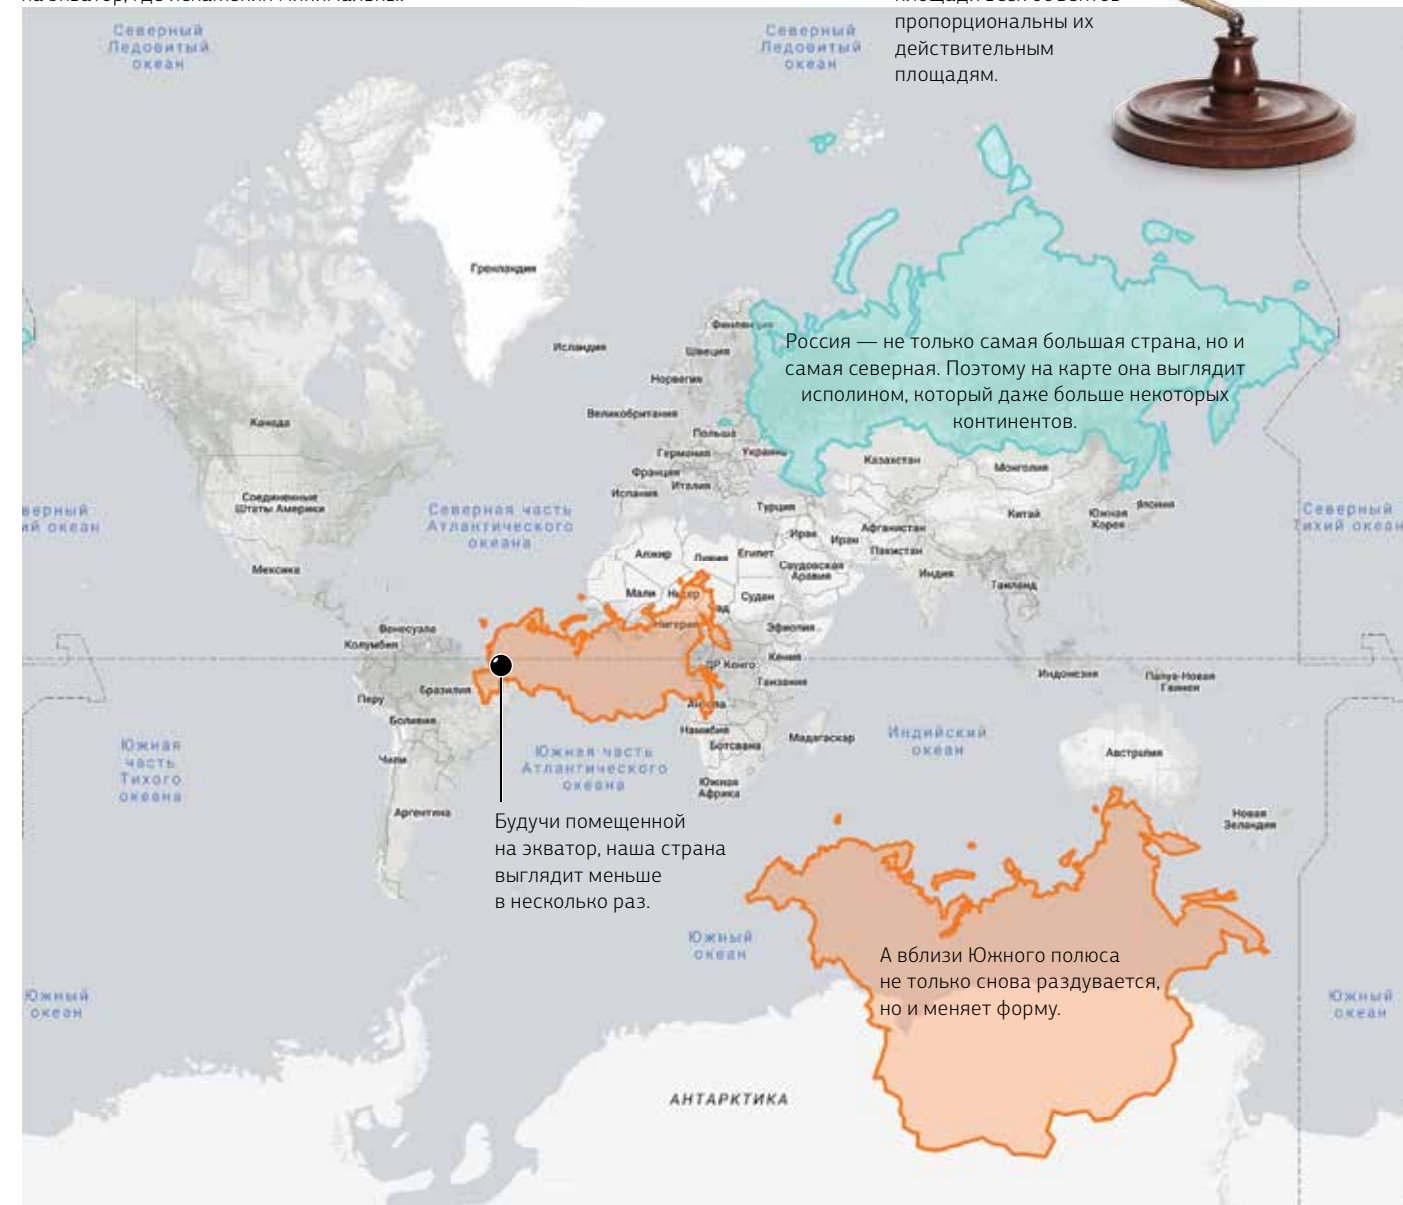 пропорциональны их
действительным
площадям.
Северный
Ледовитый
океан
Северный
Ледовитый
океан
Гренландия
Исландия
Финляндия
Швеция
Норвегия
Великобритания
Польша
Германия
Украина
Франция
Италия
Испания
Россия — не только самая большая страна, но и
самая северная. Поэтому на карте она выглядит
исполином, который даже больше некоторых
континентов.
Канада
Соединенные
Штаты Америки
Мексика
Северная часть
Атлантического
океана
Казахстан
Монголия
Турция
Китай
Южная
Корея
Япония
Северный
Тихий океан
Ирак
Иран
Афганистан
Пакистан
Алжир
Ливия
Египет
Саудовская
Аравия
Индия
Таиланд
Мали
Нигер
Судан
Нигерия
Эфиопия
Венесуэла
Колумбия
ДР Конго
Кения
Танзания
Индонезия
Папуа-Новая
Гвинея
Перу
Бразилия
Боливия
Ангола
Намибия
Ботсвана
Мадагаскар
Чили
Южная
Африка
Аргентина
Южная
часть
Тихого
океана
Южная часть
Атлантического
океана
Индийский
океан
Австралия
Новая
Зеландия
Будучи помещенной
на экватор, наша страна
выглядит меньше
в несколько раз.
Южный
океан
А вблизи Южного полюса
не только снова раздувается,
но и меняет форму.
Южный
океан
Южный
океан
АНТАРКТИКА